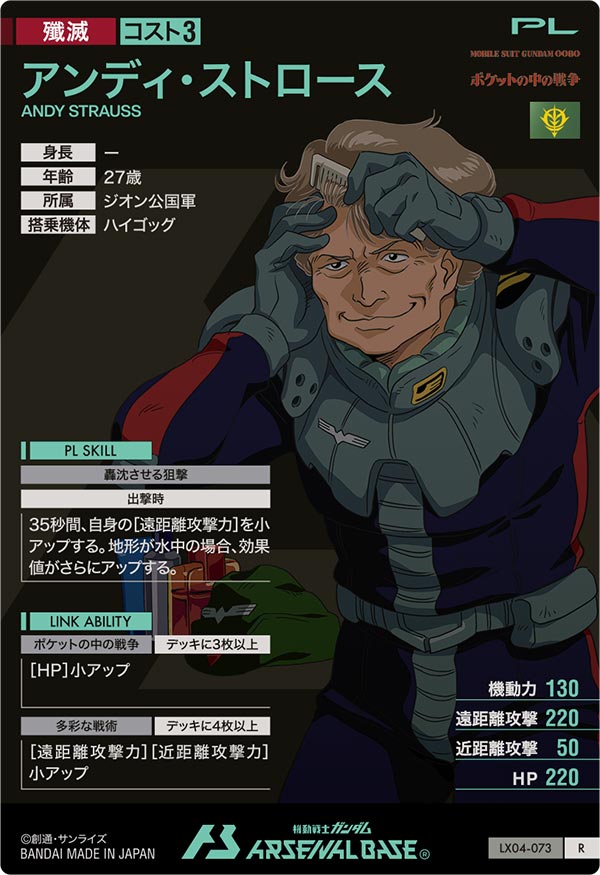 殲滅 コスト3
PL
アンディ・ストロース
ANDY STRAUSS
MOBILE SUIT GUNDAM 0080
ポケットの中の戦争
身長 ー
年齢 27歳
所属 ジオン公国軍
搭乗機体 ハイゴッグ
PL SKILL
轟沈させる狙撃
出撃時
35秒間、自身の[遠距離攻撃力]を小
アップする。地形が水中の場合、効果
値がさらにアップする。
LINK ABILITY
ポケットの中の戦争 デッキに3枚以上
[HP]小アップ
多彩な戦術 デッキに4枚以上
[遠距離攻撃力][近距離攻撃力]
小アップ
機動力 130
遠距離攻撃 220
近距離攻撃 50
HP 220
©創通・サンライズ
BANDAI MADE IN JAPAN
機動戦士ガンダム
ARSENAL BASE®
LX04-073 R